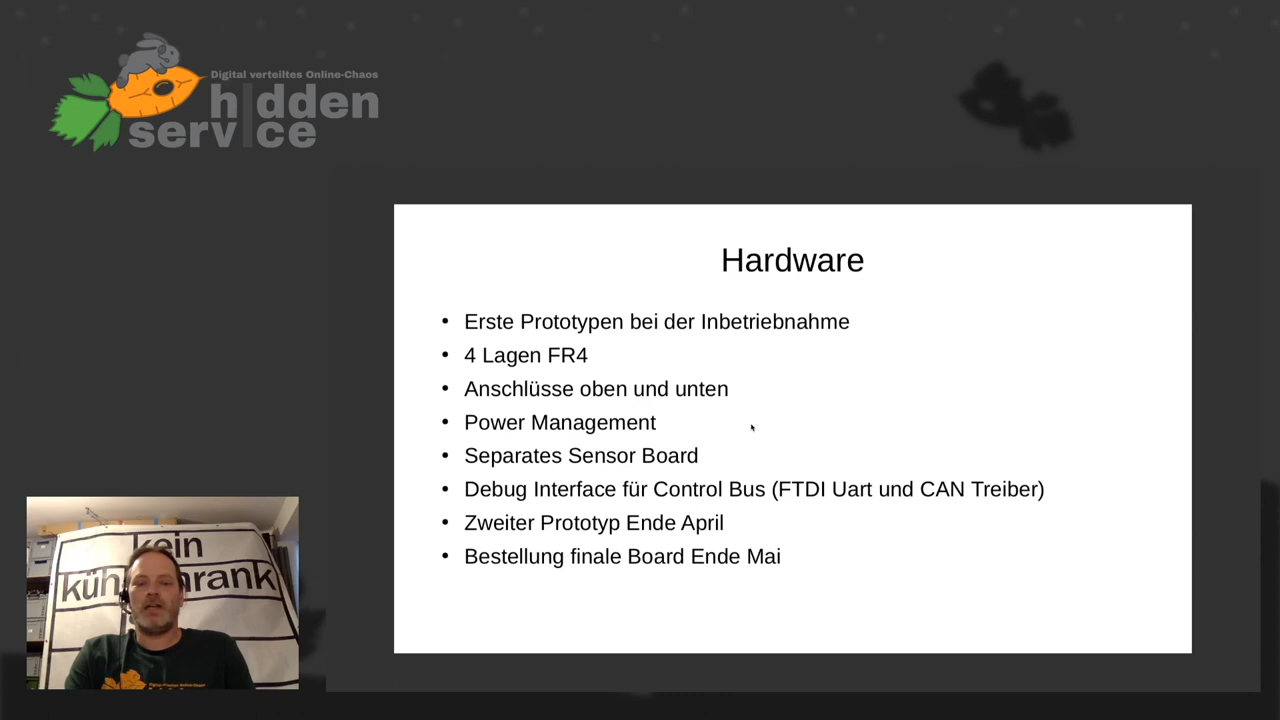 Digital verteiltes Online-Chaos
hidden
service
Hardware
• Erste Prototypen bei der Inbetriebnahme
• 4 Lagen FR4
• Anschlüsse oben und unten
• Power Management
• Separates Sensor Board
• Debug Interface für Control Bus (FTDI Uart und CAN Treiber)
• Zweiter Prototyp Ende April
• Bestellung finale Board Ende Mai
kein